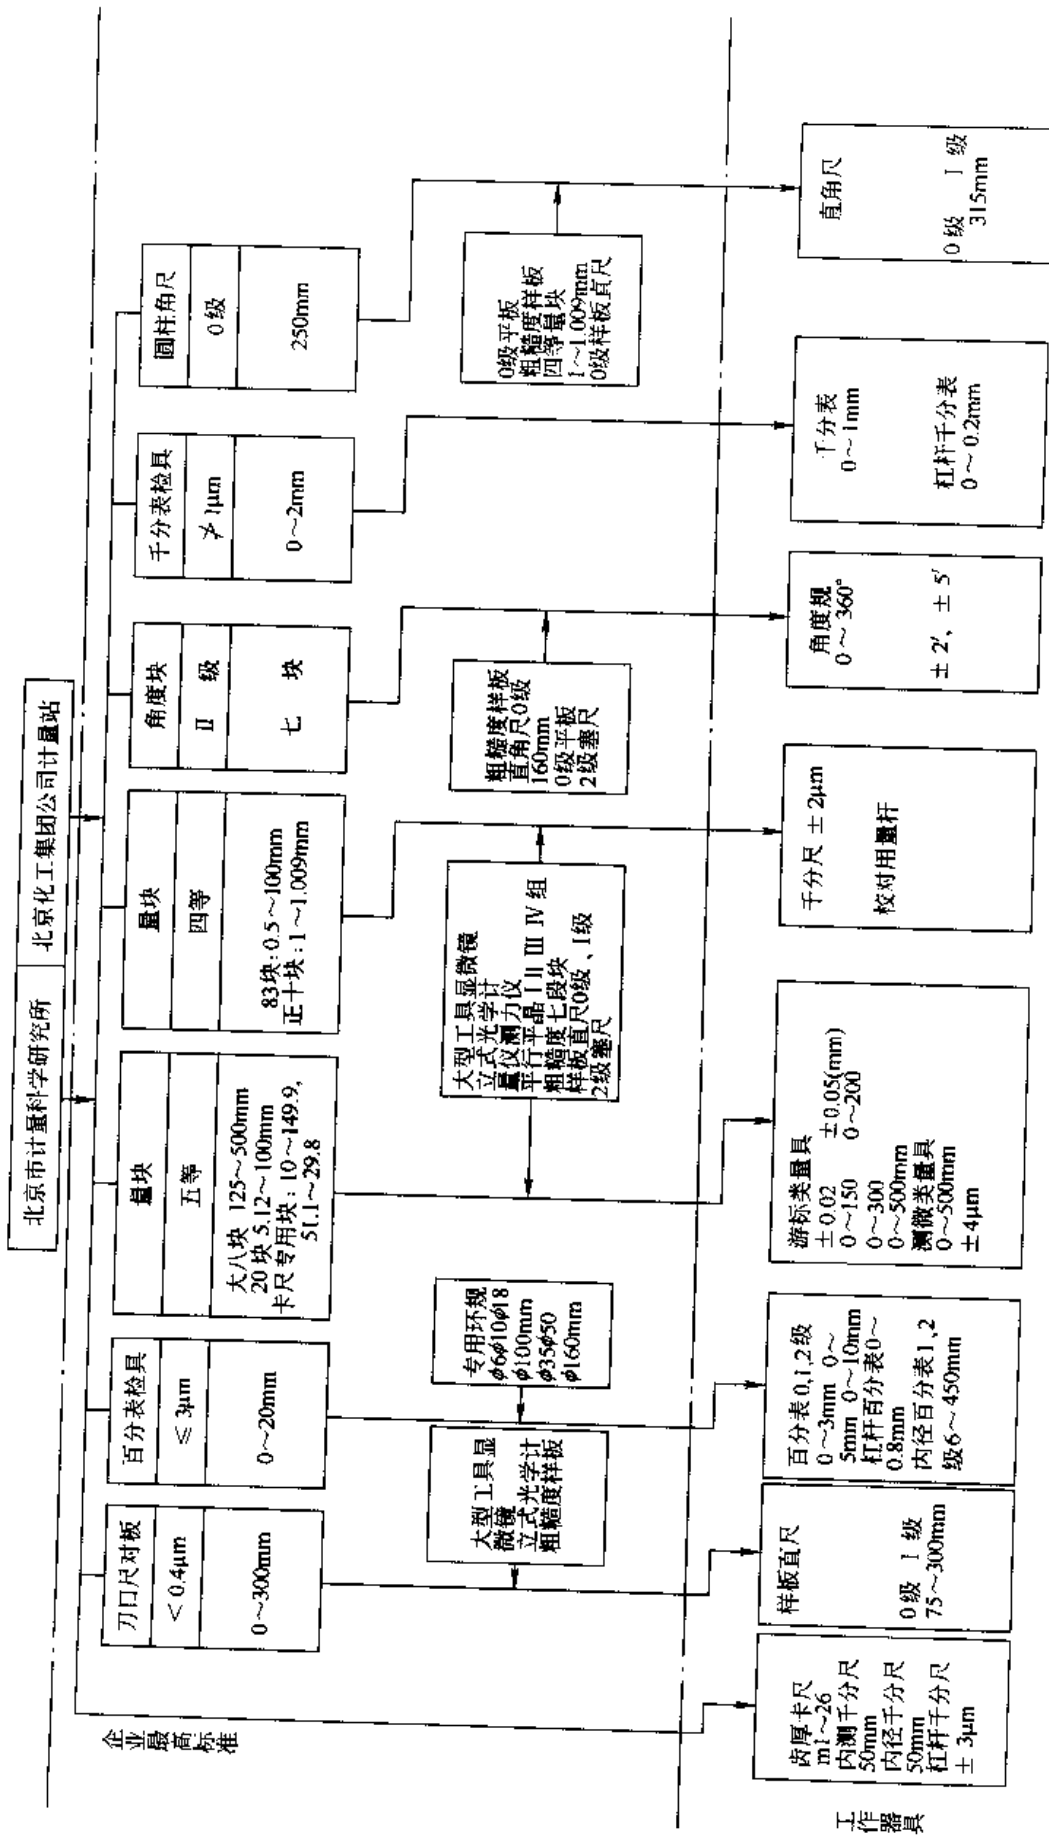 北京市计量科学研究所
北京化工集团公司计量站
企业最高标准
刀口尺对板
＜0.4μm
0～300mm
百分表检具
≤3μm
0～20mm
量块
五等
大八块 125～500mm
20块 5.12～100mm
卡尺专用块：10～149.9,
51.1～29.8
量块
四等
83块:0.5～100mm
正十块：1～1.009mm
角度块
Ⅱ 级
七 块
千分表检具
≯1μm
0～2mm
圆柱角尺
0级
250mm
大型工具显
微镜
立式光学计
粗糙度样板
专用环规
φ6φ10φ18
φ100mm
φ35φ50
φ160mm
大型工具显微镜
立式光学计
量仪测力仪
平行平晶 Ⅰ Ⅱ Ⅲ Ⅳ 组
粗糙度七段块
样板直尺0级、1级
2级塞尺
粗糙度样板
直角尺0级
160mm
0级平板
2级塞尺
0级平板
粗糙度样板
四等量块
1～1.009mm
0级样板直尺
工作器具
齿厚卡尺
m1～26
内测千分尺
50mm
内径千分尺
50mm
杠杆千分尺
±3μm
样板直尺
0级 1级
75～300mm
百分表0,1,2级
0～3mm 0～
5mm 0～10mm
杠杆百分表0～
0.8mm
内径百分表1,2
级6～450mm
游标类量具
±0.02 ±0.05(mm)
0～150 0～200
0～300
0～500mm
测微类量具
0～500mm
±4μm
千分尺±2μm
校对用量杆
角度规
0～360°
±2′, ±5′
千分表
0～1mm
杠杆千分表
0～0.2mm
直角尺
0级 1级
315mm